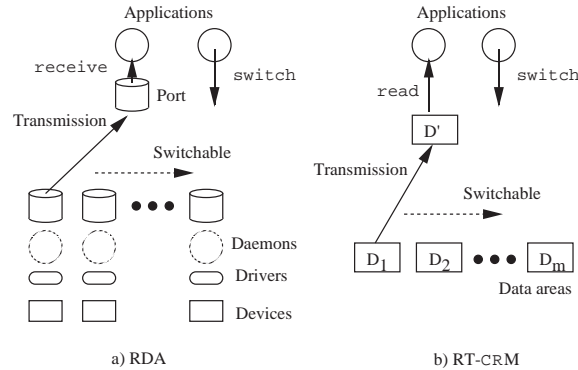 Applications
receive
switch
Port
Transmission
Switchable
Daemons
Drivers
Devices
a) RDA
Applications
switch
read
D'
Transmission
Switchable
D1 D2 Dm
Data areas
b) RT-CRM